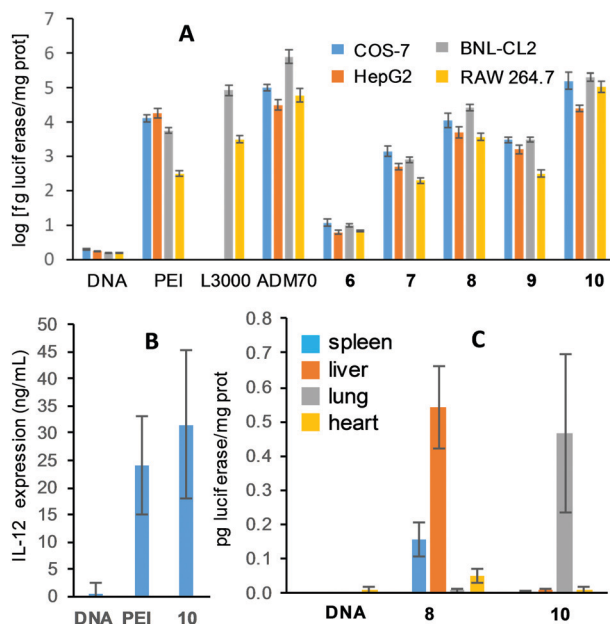 A
COS-7
BNL-CL2
HepG2
RAW 264.7
log [fg luciferase/mg prot]
7
6
5
4
3
2
1
0
DNA PEI L3000 ADM70 6 7 8 9 10
B
IL-12 expression (ng/mL)
50
45
40
35
30
25
20
15
10
5
0
DNA PEI 10
C
spleen
liver
lung
heart
pg luciferase/mg prot
0.8
0.7
0.6
0.5
0.4
0.3
0.2
0.1
0.0
DNA 8 10